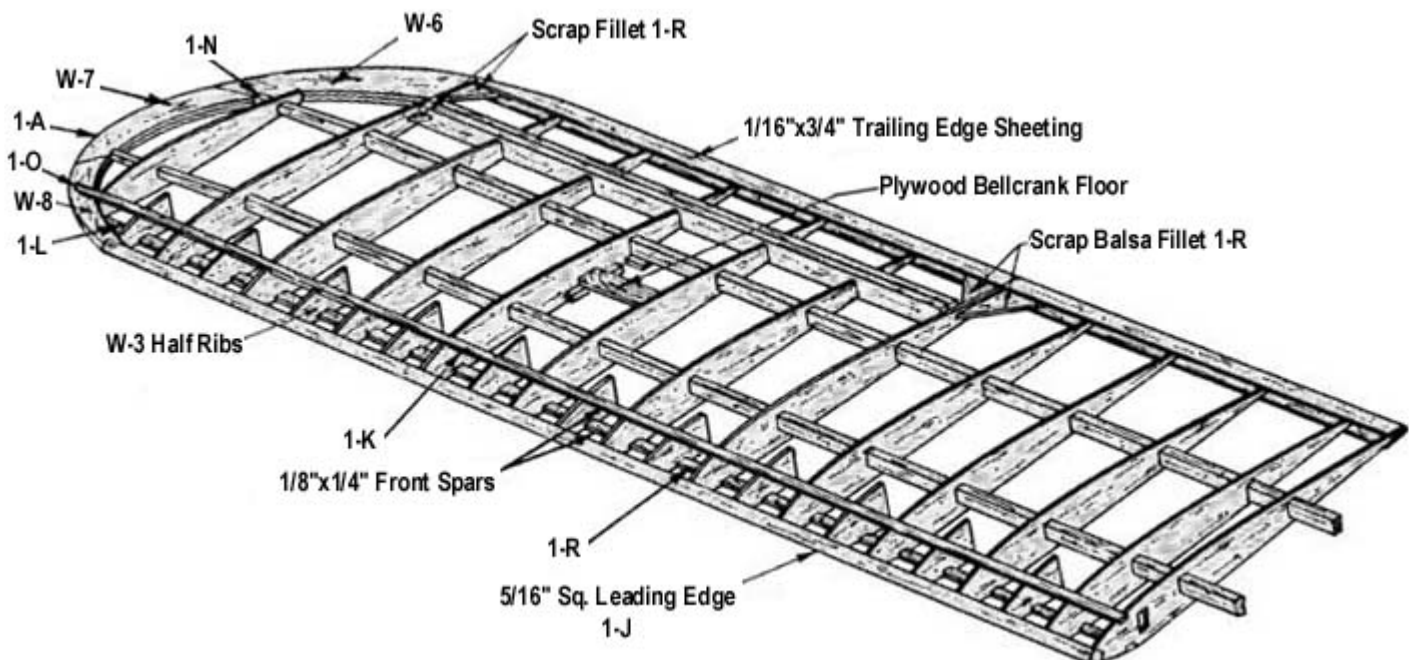 W-6
Scrap Fillet 1-R
1-N
W-7
1-A
1-O
W-8
1-L
1/16"x3/4" Trailing Edge Sheeting
Plywood Bellcrank Floor
Scrap Balsa Fillet 1-R
W-3 Half Ribs
1-K
1/8"x1/4" Front Spars
1-R
5/16" Sq. Leading Edge
1-J